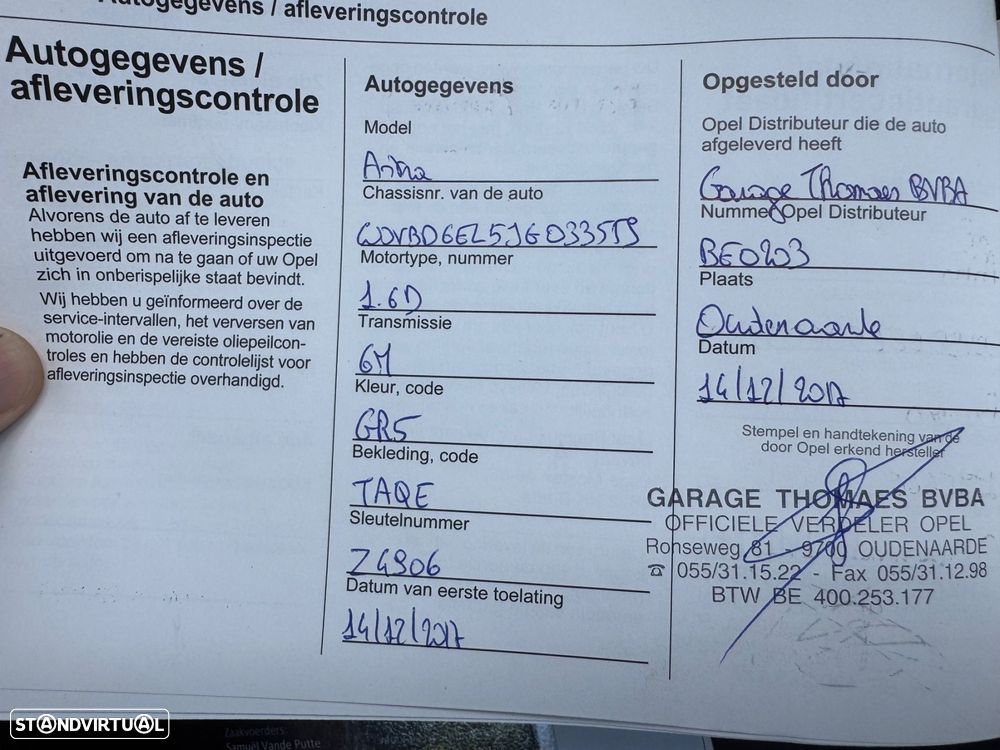 Autogegevens / afleveringscontrole
Autogegevens /
afleveringscontrole
Afleveringscontrole en
aflevering van de auto
Alvorens de auto af te leveren
hebben wij een afleveringsinspectie
uitgevoerd om na te gaan of uw Opel
zich in onberispelijke staat bevindt.
Wij hebben u geïnformeerd over de
service-intervallen, het verversen van
motorolie en de vereiste oliepeilcon-
troles en hebben de controlelijst voor
afleveringsinspectie overhandigd.
Autogegevens
Model
Astra
Chassisnr. van de auto
Motortype, nummer
1.6D
Transmissie
6M
Kleur, code
GR5
Bekleding, code
TAQE
Sleutelnummer
Z4906
Datum van eerste toelating
14/12/2017
Opgesteld door
Opel Distributeur die de auto
afgeleverd heeft
Garage Thomaes BVBA
Nummer Opel Distributeur
BE0203
Plaats
Oudenaarde
Datum
14/12/2017
Stempel en handtekening van de
door Opel erkend hersteller
GARAGE THOMAES BVBA
OFFICIELE VERDELER OPEL
Ronseweg 81 - 9700 OUDENAARDE
☎ 055/31.15.22 - Fax 055/31.12.98
BTW BE 400.253.177
STANDVIRTUAL
Zaakvoerders:
Samuel Vande Putte